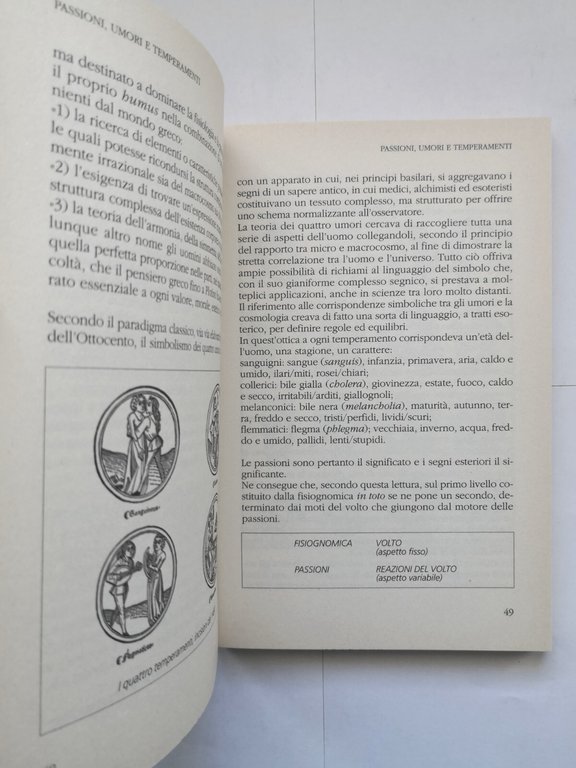 PASSIONI, UMORI E TEMPERAMENTI
ma destinato a dominare la fisiologia
il proprio humus nella combinazione
nienti dal mondo greco:
«1) la ricerca di elementi o caratteristiche
le quali potesse ricondursi la struttura
mente irrazionale sia del macrocosmo
«2) l'esigenza di trovare un'espressione
struttura complessa dell'esistenza
«3) la teoria dell'armonia, della simmetria,
lunque altro nome gli uomini abbiano
quella perfetta proporzione nelle parti,
coltà, che il pensiero greco fino a
rato essenziale a ogni valore, morale,
Secondo il paradigma classico, via via
dell'Ottocento, il simbolismo dei quattro
I quattro temperamenti,
PASSIONI, UMORI E TEMPERAMENTI
con un apparato in cui, nei principi basilari, si aggregavano i
segni di un sapere antico, in cui medici, alchimisti ed esoteristi
costituivano un tessuto complesso, ma strutturato per offrire
uno schema normalizzante all'osservatore.
La teoria dei quattro umori cercava di raccogliere tutta una
serie di aspetti dell'uomo collegandoli, secondo il principio
del rapporto tra micro e macrocosmo, al fine di dimostrare la
stretta correlazione tra l'uomo e l'universo. Tutto ciò offriva
ampie possibilità di richiami al linguaggio del simbolo che,
con il suo gianiforme complesso segnico, si prestava a mol-
teplici applicazioni, anche in scienze tra loro molto distanti.
Il riferimento alle corrispondenze simboliche tra gli umori e la
cosmologia creava di fatto una sorta di linguaggio, a tratti eso-
terico, per definire regole ed equilibri.
In quest'ottica a ogni temperamento corrispondeva un'età del-
l'uomo, una stagione, un carattere:
sanguigni: sangue (sanguis), infanzia, primavera, aria, caldo e
umido, ilari/miti, rosei/chiari;
collerici: bile gialla (cholera), giovinezza, estate, fuoco, caldo
e secco, irritabili/arditi, giallognoli;
melanconici: bile nera (melancholia), maturità, autunno, ter-
ra, freddo e secco, tristi/perfidi, lividi/scuri;
flemmatici: flegma (phlegma); vecchiaia, inverno, acqua, fred-
do e umido, pallidi, lenti/stupidi.
Le passioni sono pertanto il significato e i segni esteriori il si-
gnificante.
Ne consegue che, secondo questa lettura, sul primo livello
costituito dalla fisiognomica in toto se ne pone un secondo, de-
terminato dai moti del volto che giungono dal motore delle
passioni.
FISIOGNOMICA VOLTO
(aspetto fisso)
PASSIONI REAZIONI DEL VOLTO
(aspetto variabile)
49